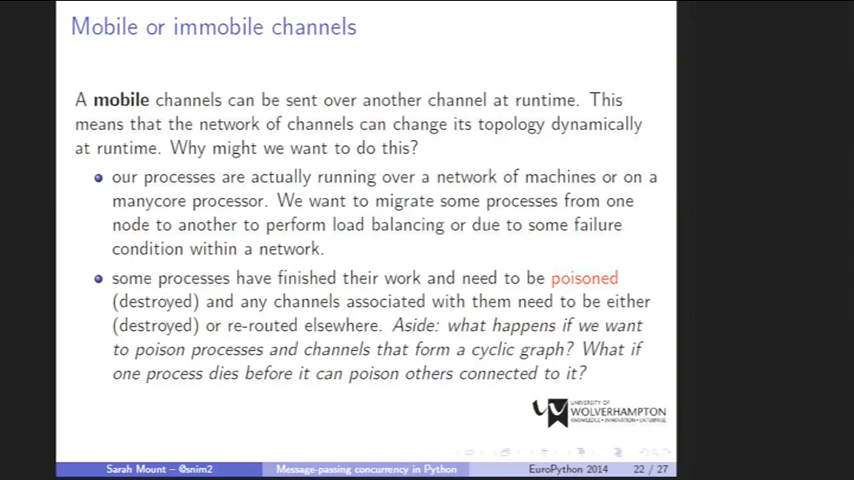 Mobile or immobile channels
A mobile channels can be sent over another channel at runtime. This
means that the network of channels can change its topology dynamically
at runtime. Why might we want to do this?
our processes are actually running over a network of machines or on a
manycore processor. We want to migrate some processes from one
node to another to perform load balancing or due to some failure
condition within a network.
some processes have finished their work and need to be poisoned
(destroyed) and any channels associated with them need to be either
(destroyed) or re-routed elsewhere. Aside: what happens if we want
to poison processes and channels that form a cyclic graph? What if
one process dies before it can poison others connected to it?
UNIVERSITY OF
WOLVERHAMPTON
KNOWLEDGE • INNOVATION • ENTERPRISE
Sarah Mount – @snim2 Message-passing concurrency in Python EuroPython 2014 22 / 27